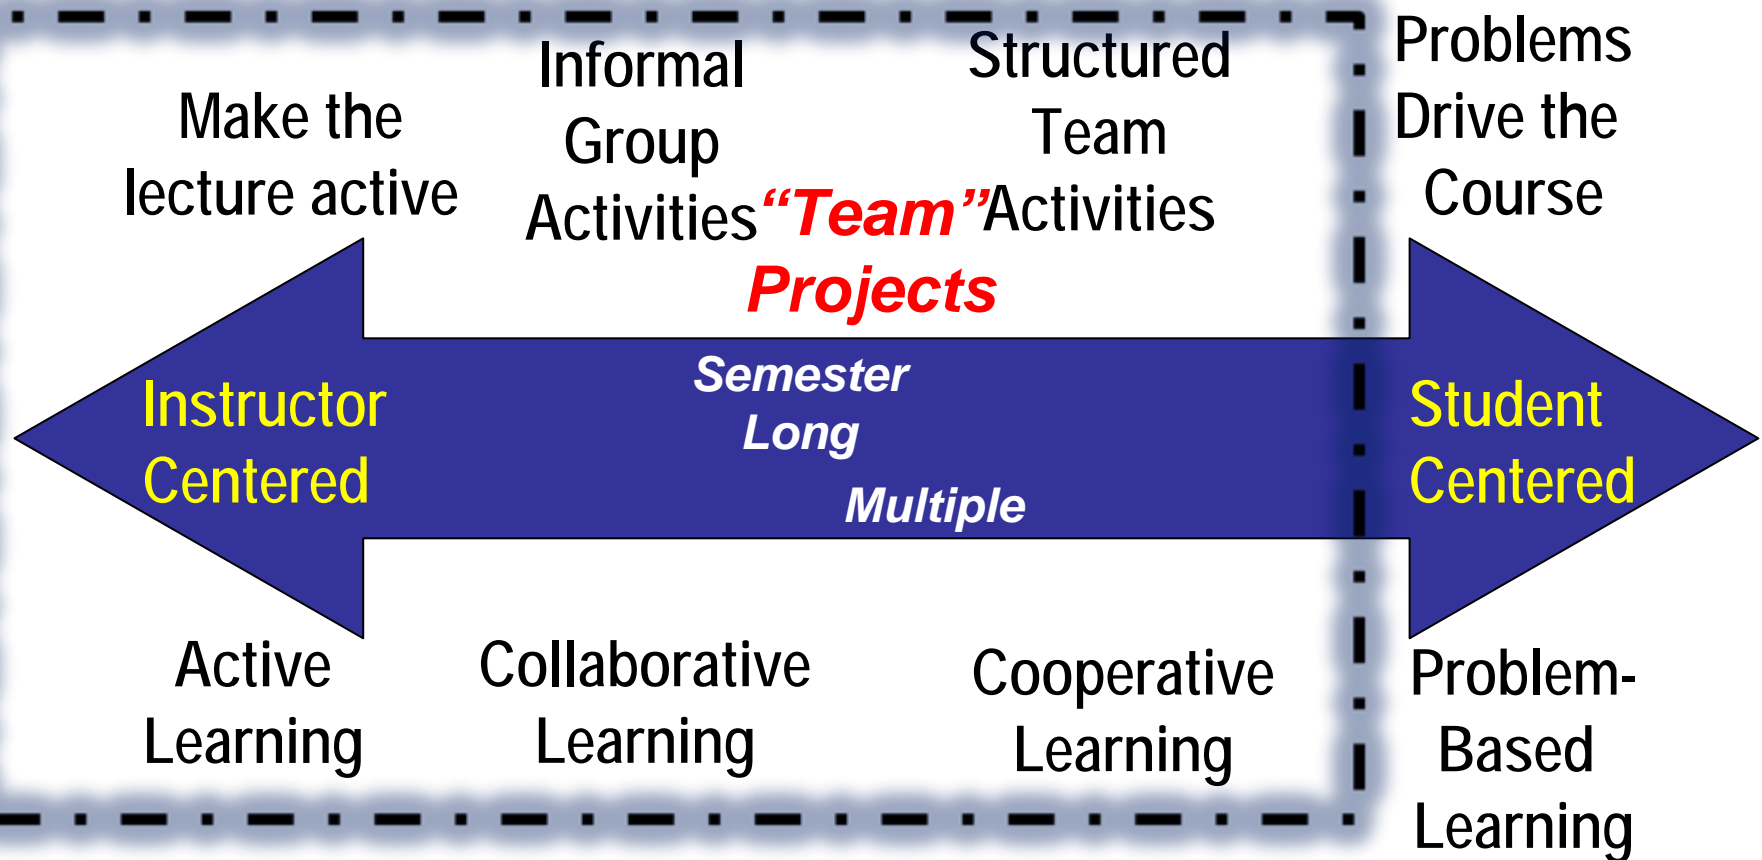 Make the
lecture active
Informal
Group
Activities
“Team”
Projects
Structured
Team
Activities
Problems
Drive the
Course
Instructor
Centered
Semester
Long
Multiple
Student
Centered
Active
Learning
Collaborative
Learning
Cooperative
Learning
Problem-
Based
Learning